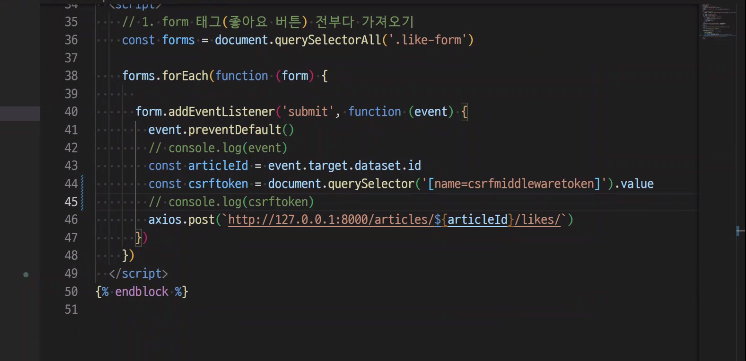 34 <script>
35 // 1. form 태그(좋아요 버튼) 전부다 가져오기
36 const forms = document.querySelectorAll('.like-form')
37
38 forms.forEach(function (form) {
39
40 form.addEventListener('submit', function (event) {
41 event.preventDefault()
42 // console.log(event)
43 const articleId = event.target.dataset.id
44 const csrftoken = document.querySelector('[name=csrfmiddlewaretoken]').value
45 // console.log(csrftoken)
46 axios.post(`http://127.0.0.1:8000/articles/${articleId}/likes/`)
47 })
48 })
49 </script>
50 {% endblock %}
51